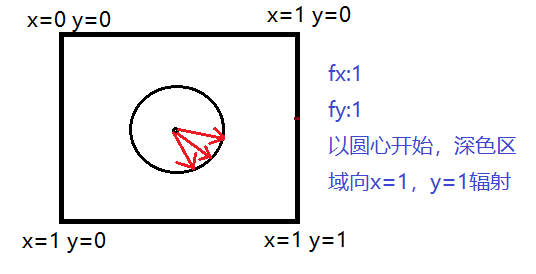 x=0 y=0
x=1 y=0
fx:1
fy:1
以圆心开始，深色区
域向x=1，y=1辐射
x=1 y=0
x=1 y=1